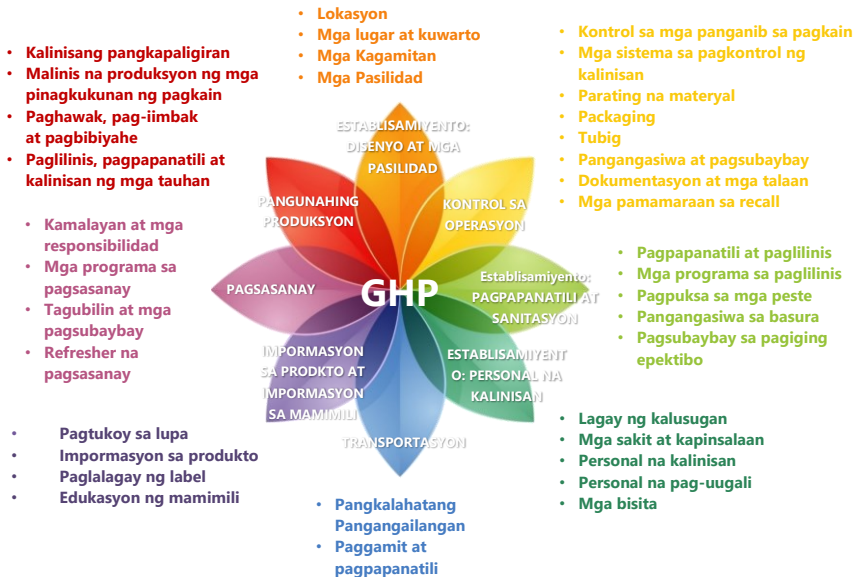 • Lokasyon
• Mga lugar at kuwarto
• Mga Kagamitan
• Mga Pasilidad
• Kalinisang pangkapaligiran
• Malinis na produksyon ng mga
pinagkukunan ng pagkain
• Paghawak, pag-iimbak
at pagbibiyahe
• Paglilinis, pagpapanatili at
kalinisan ng mga tauhan
• Kontrol sa mga panganib sa pagkain
• Mga sistema sa pagkontrol ng
kalinisan
• Parating na materyal
• Packaging
• Tubig
• Pangangasiwa at pagsubaybay
• Dokumentasyon at mga talaan
• Mga pamamaraan sa recall
ESTABLISAMIYENTO:
DISENYO AT MGA
PASILIDAD
PANGUNAHING
PRODUKSYON
KONTROL SA
OPERASYON
• Kamalayan at mga
responsibilidad
• Mga programa sa
pagsasanay
• Tagubilin at mga
pagsubaybay
• Refresher na
pagsasanay
PAGSASANAY
GHP
Establisamiyento:
PAGPAPANATILI AT
SANITASYON
• Pagpapanatili at paglilinis
• Mga programa sa paglilinis
• Pagpuksa sa mga peste
• Pangangasiwa sa basura
• Pagsubaybay sa pagiging
epektibo
IMPORMASYON
SA PRODKTO AT
IMPORMASYON
SA MAMIMILI
ESTABLISAMIYENT
O: PERSONAL NA
KALINISAN
TRANSPORTASYON
• Pagtukoy sa lupa
• Impormasyon sa produkto
• Paglalagay ng label
• Edukasyon ng mamimili
• Lagay ng kalusugan
• Mga sakit at kapinsalaan
• Personal na kalinisan
• Personal na pag-uugali
• Mga bisita
• Pangkalahatang
Pangangailangan
• Paggamit at
pagpapanatili